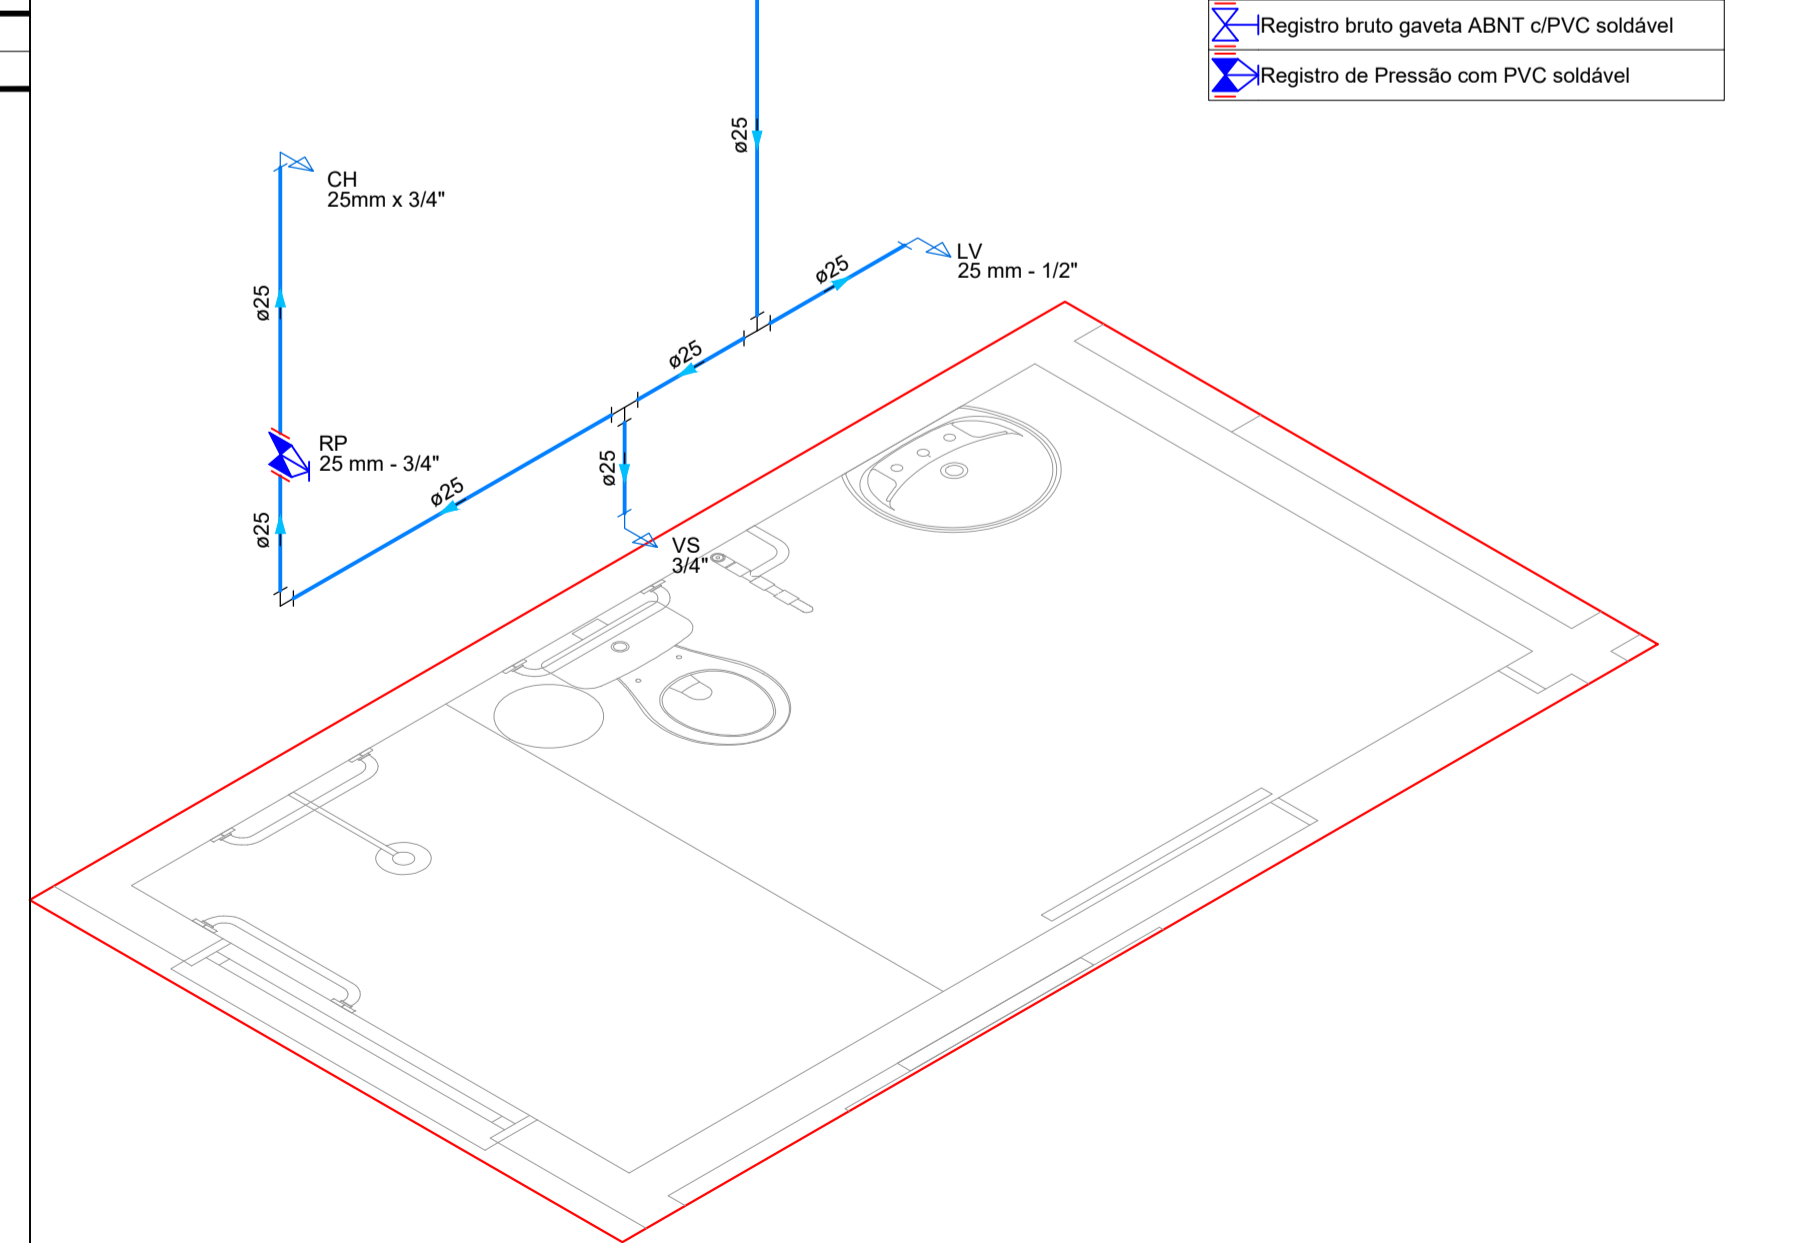 Registro bruto gaveta ABNT c/PVC soldável
Registro de Pressão com PVC soldável
ø25
CH
25mm x 3/4"
LV
25 mm - 1/2"
ø25
ø25
ø25
RP
25 mm - 3/4"
ø25
ø25
ø25
VS
3/4"